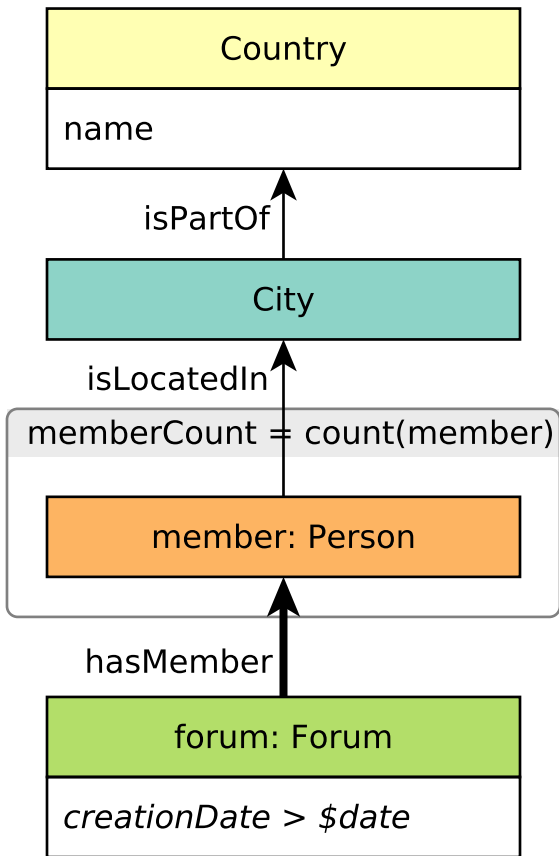 Country
name
isPartOf
City
isLocatedIn
memberCount = count(member)
member: Person
hasMember
forum: Forum
creationDate > $date